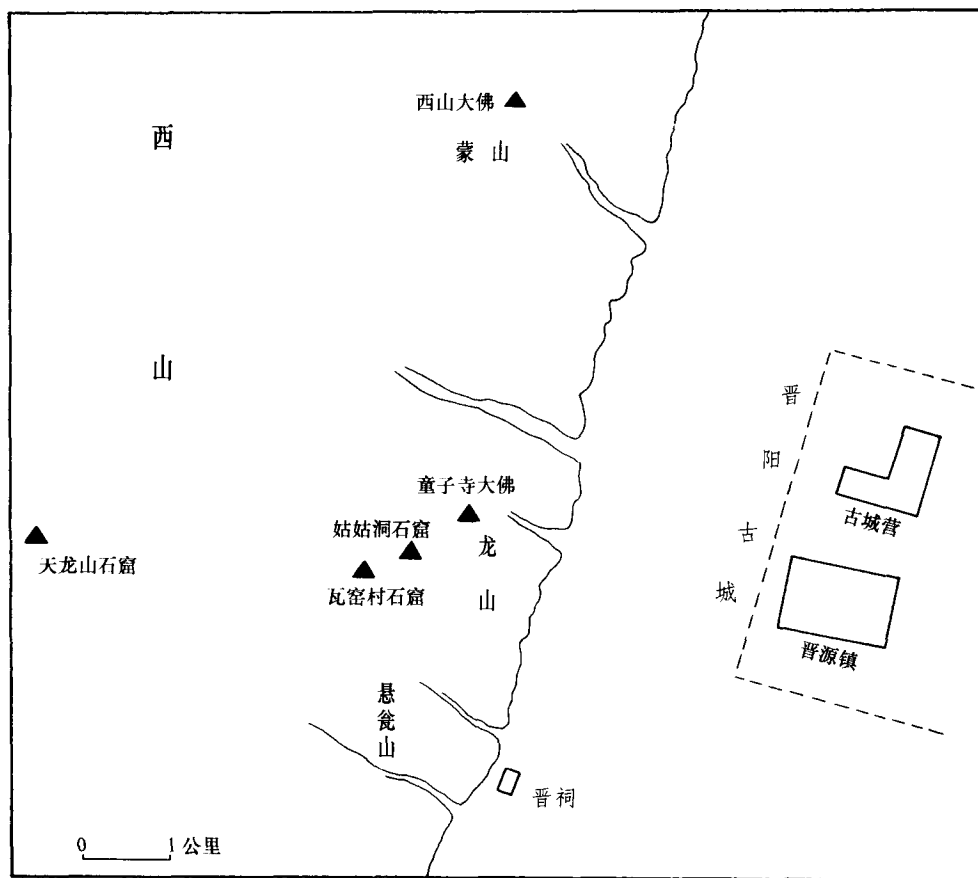 西山大佛
蒙山
西山
童子寺大佛
姑姑洞石窟
瓦窑村石窟
天龙山石窟
龙山
悬瓮山
晋祠
晋阳古城
古城营
晋源镇
0 1公里